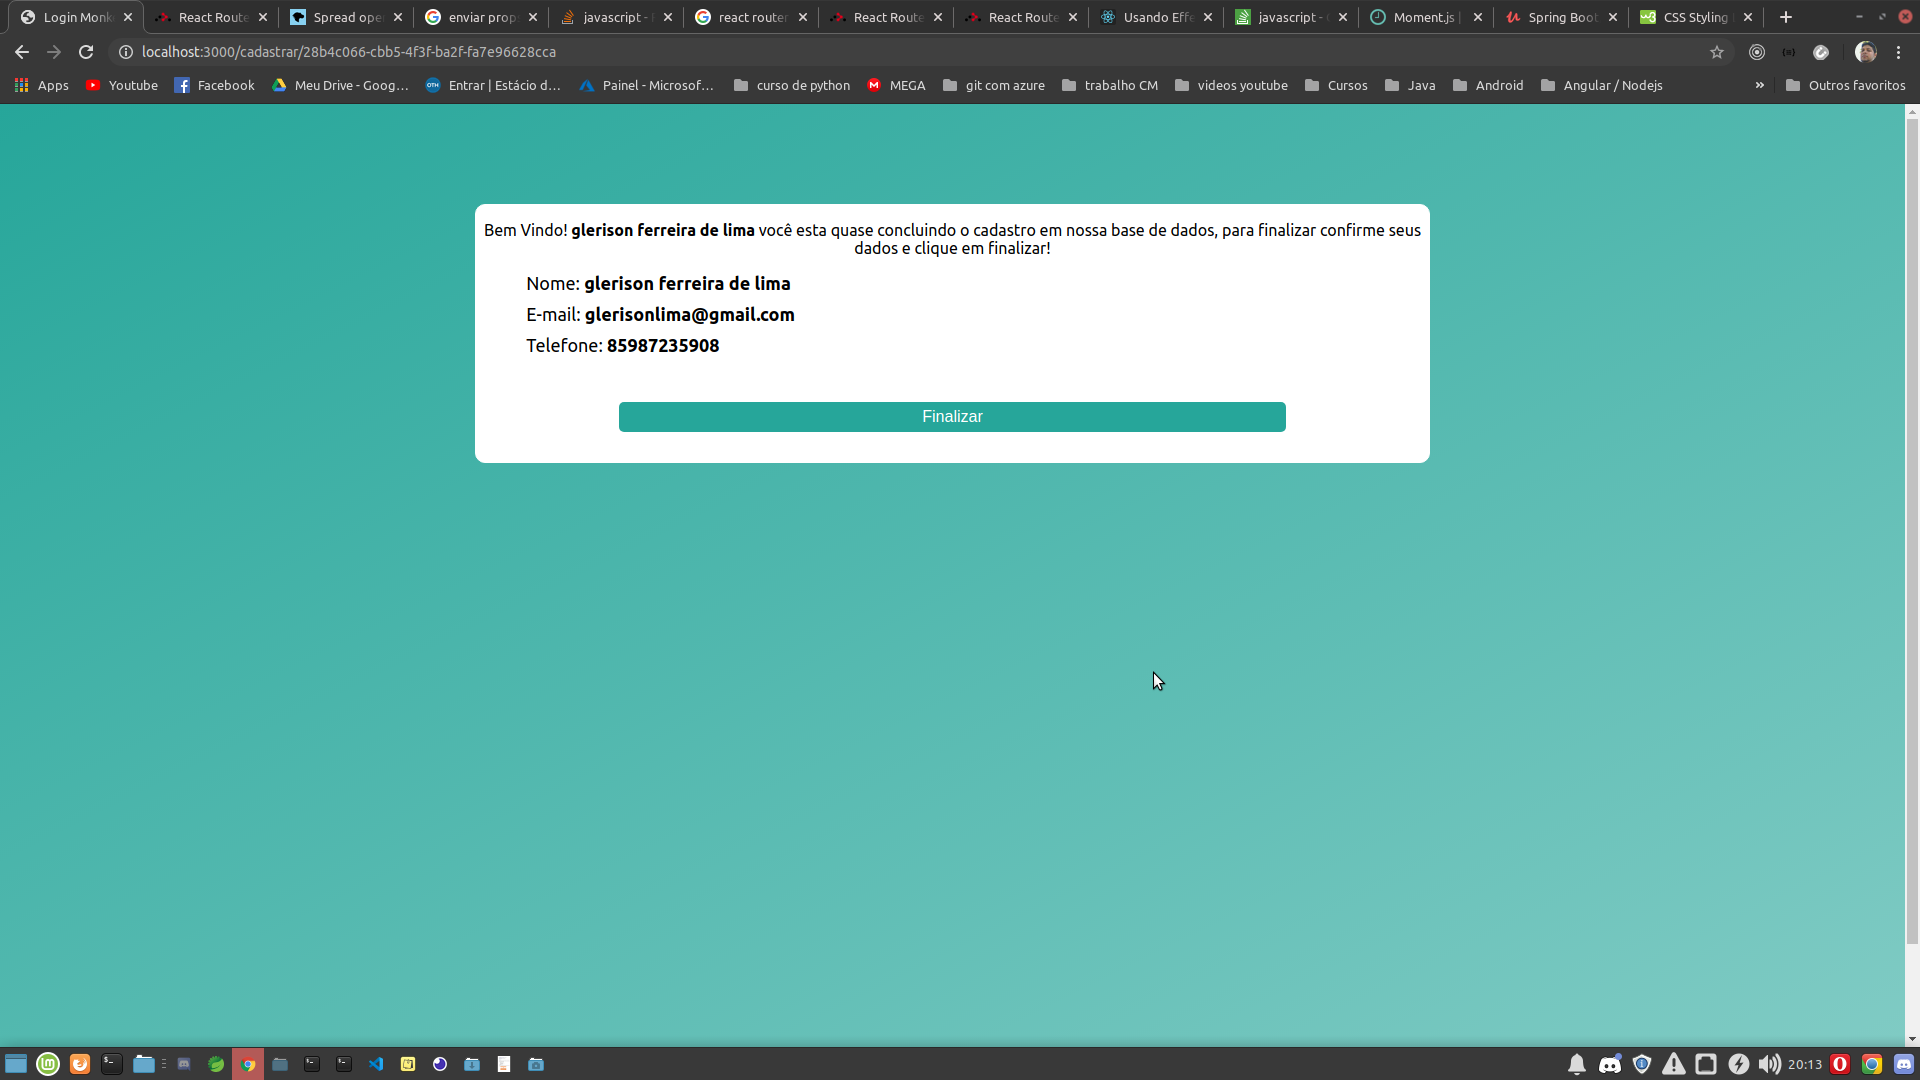 Login Monk
React Route
Spread ope
enviar prop
javascript -
react router
React Route
React Route
Usando Effe
javascript -
Moment.js |
Spring Boot
CSS Styling
localhost:3000/cadastrar/28b4c066-cbb5-4f3f-ba2f-fa7e96628cca
Apps
Youtube
Facebook
Meu Drive - Goog...
Entrar | Estácio d...
Painel - Microsof...
curso de python
MEGA
git com azure
trabalho CM
videos youtube
Cursos
Java
Android
Angular / Nodejs
»
Outros favoritos
Bem Vindo! glerison ferreira de lima você esta quase concluindo o cadastro em nossa base de dados, para finalizar confirme seus
dados e clique em finalizar!
Nome: glerison ferreira de lima
E-mail: glerisonlima@gmail.com
Telefone: 85987235908
Finalizar
20:13